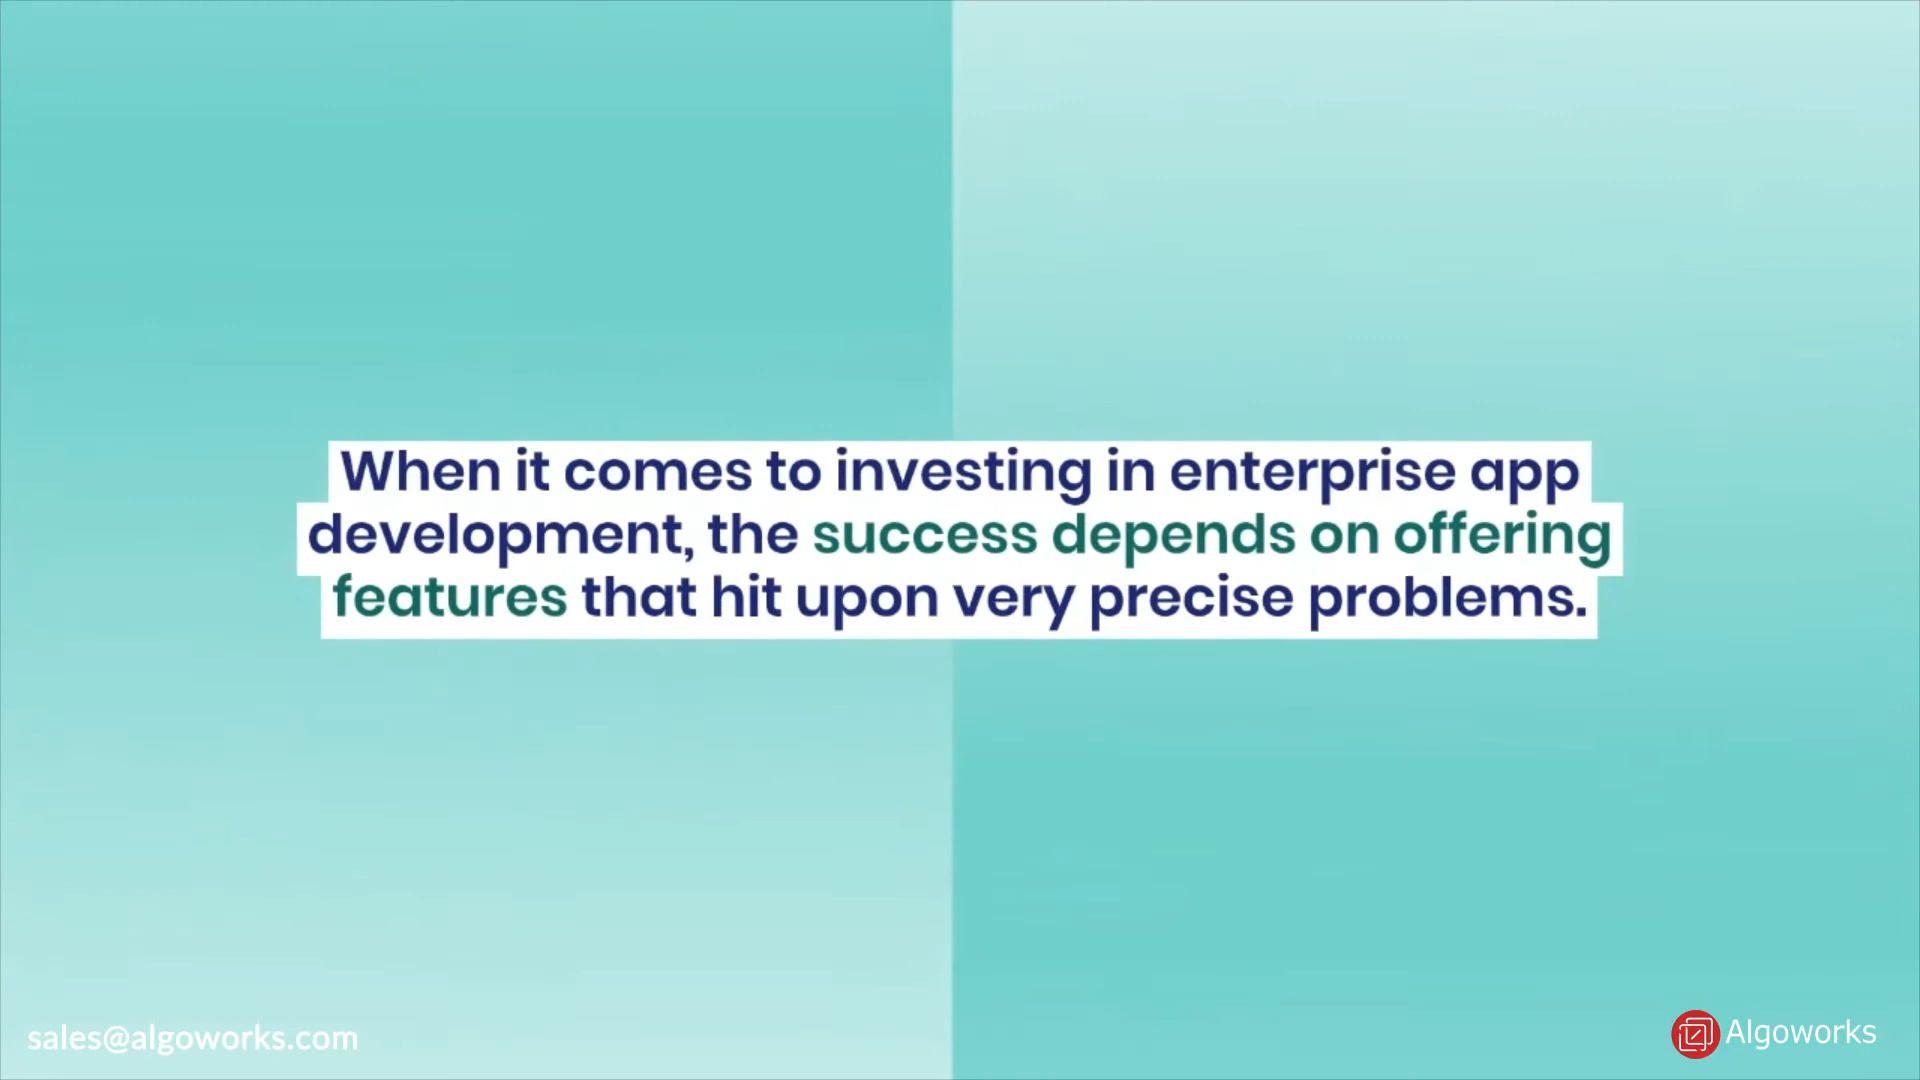 When it comes to investing in enterprise app
development, the success depends on offering
features that hit upon very precise problems.
sales@algoworks.com
Algoworks